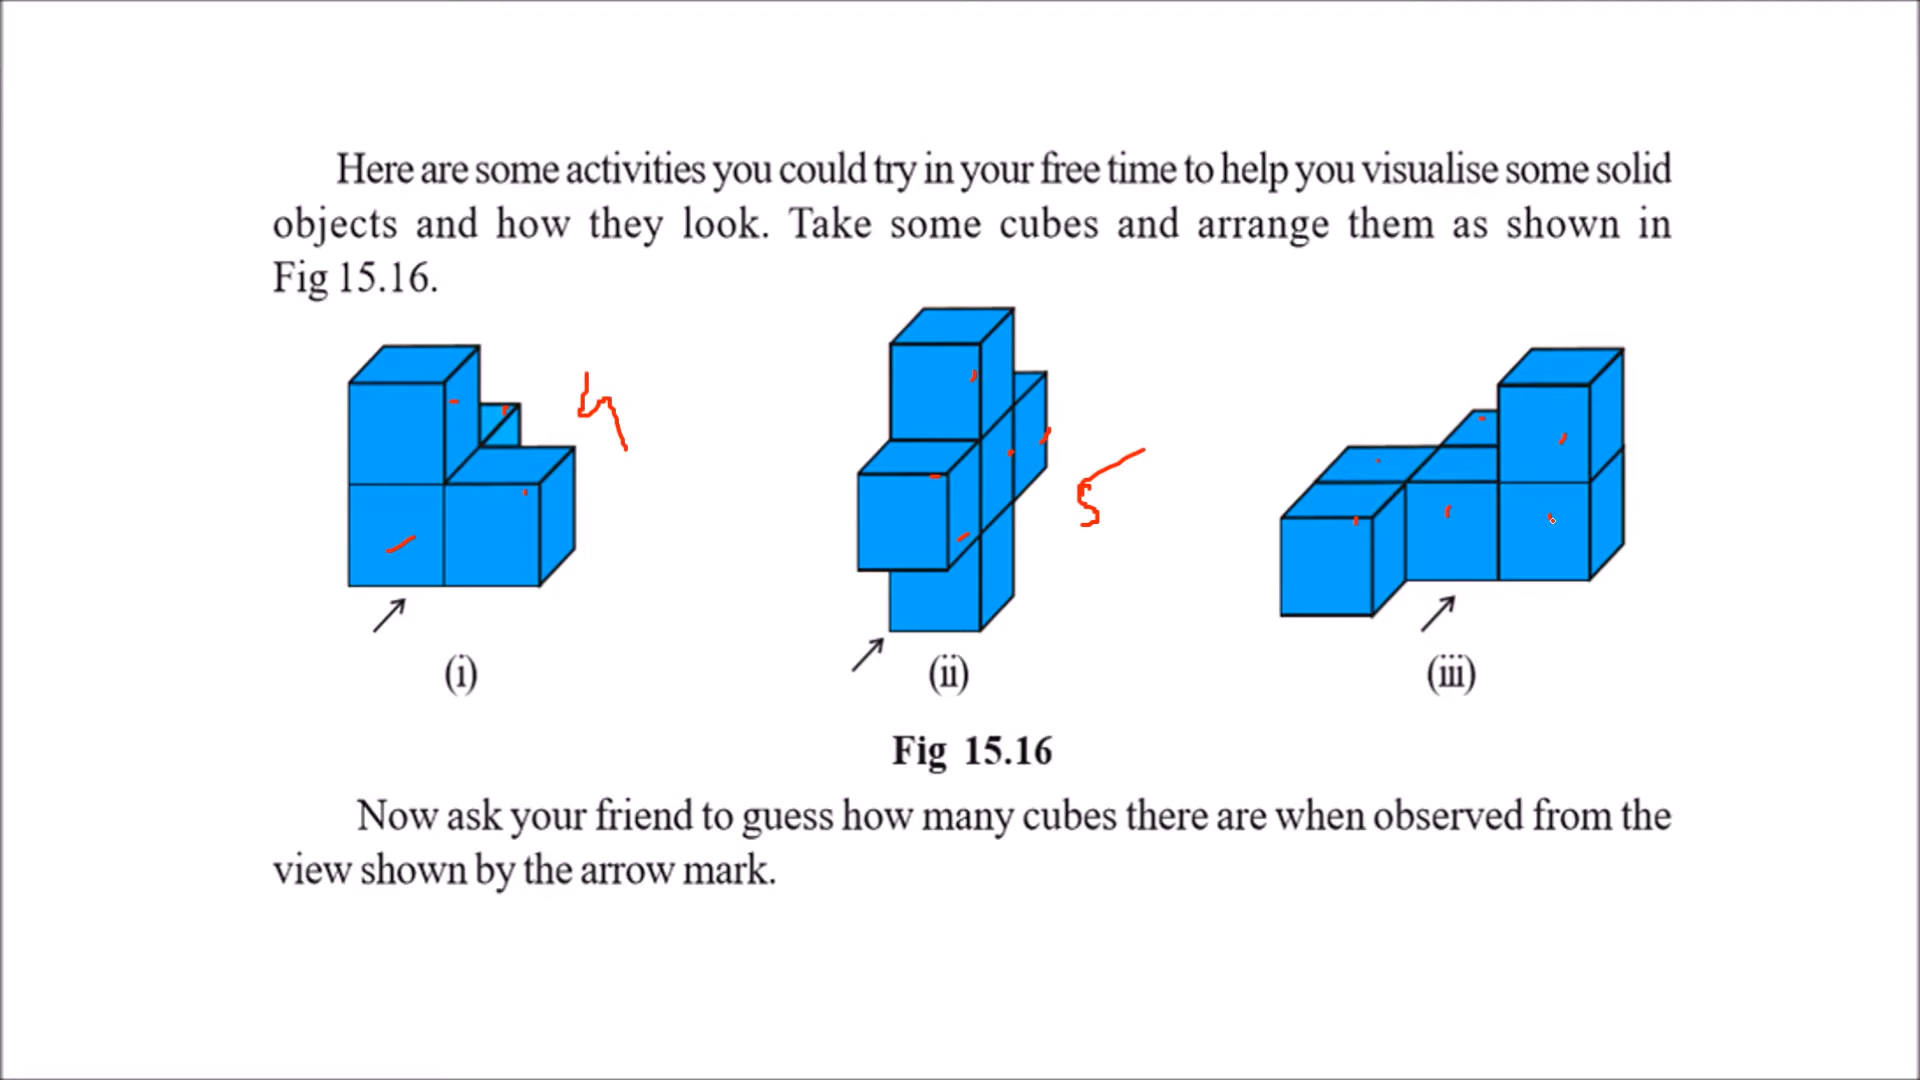 Here are some activities you could try in your free time to help you visualise some solid
objects and how they look. Take some cubes and arrange them as shown in
Fig 15.16.
4
5
(i) (ii) (iii)
Fig 15.16
Now ask your friend to guess how many cubes there are when observed from the
view shown by the arrow mark.